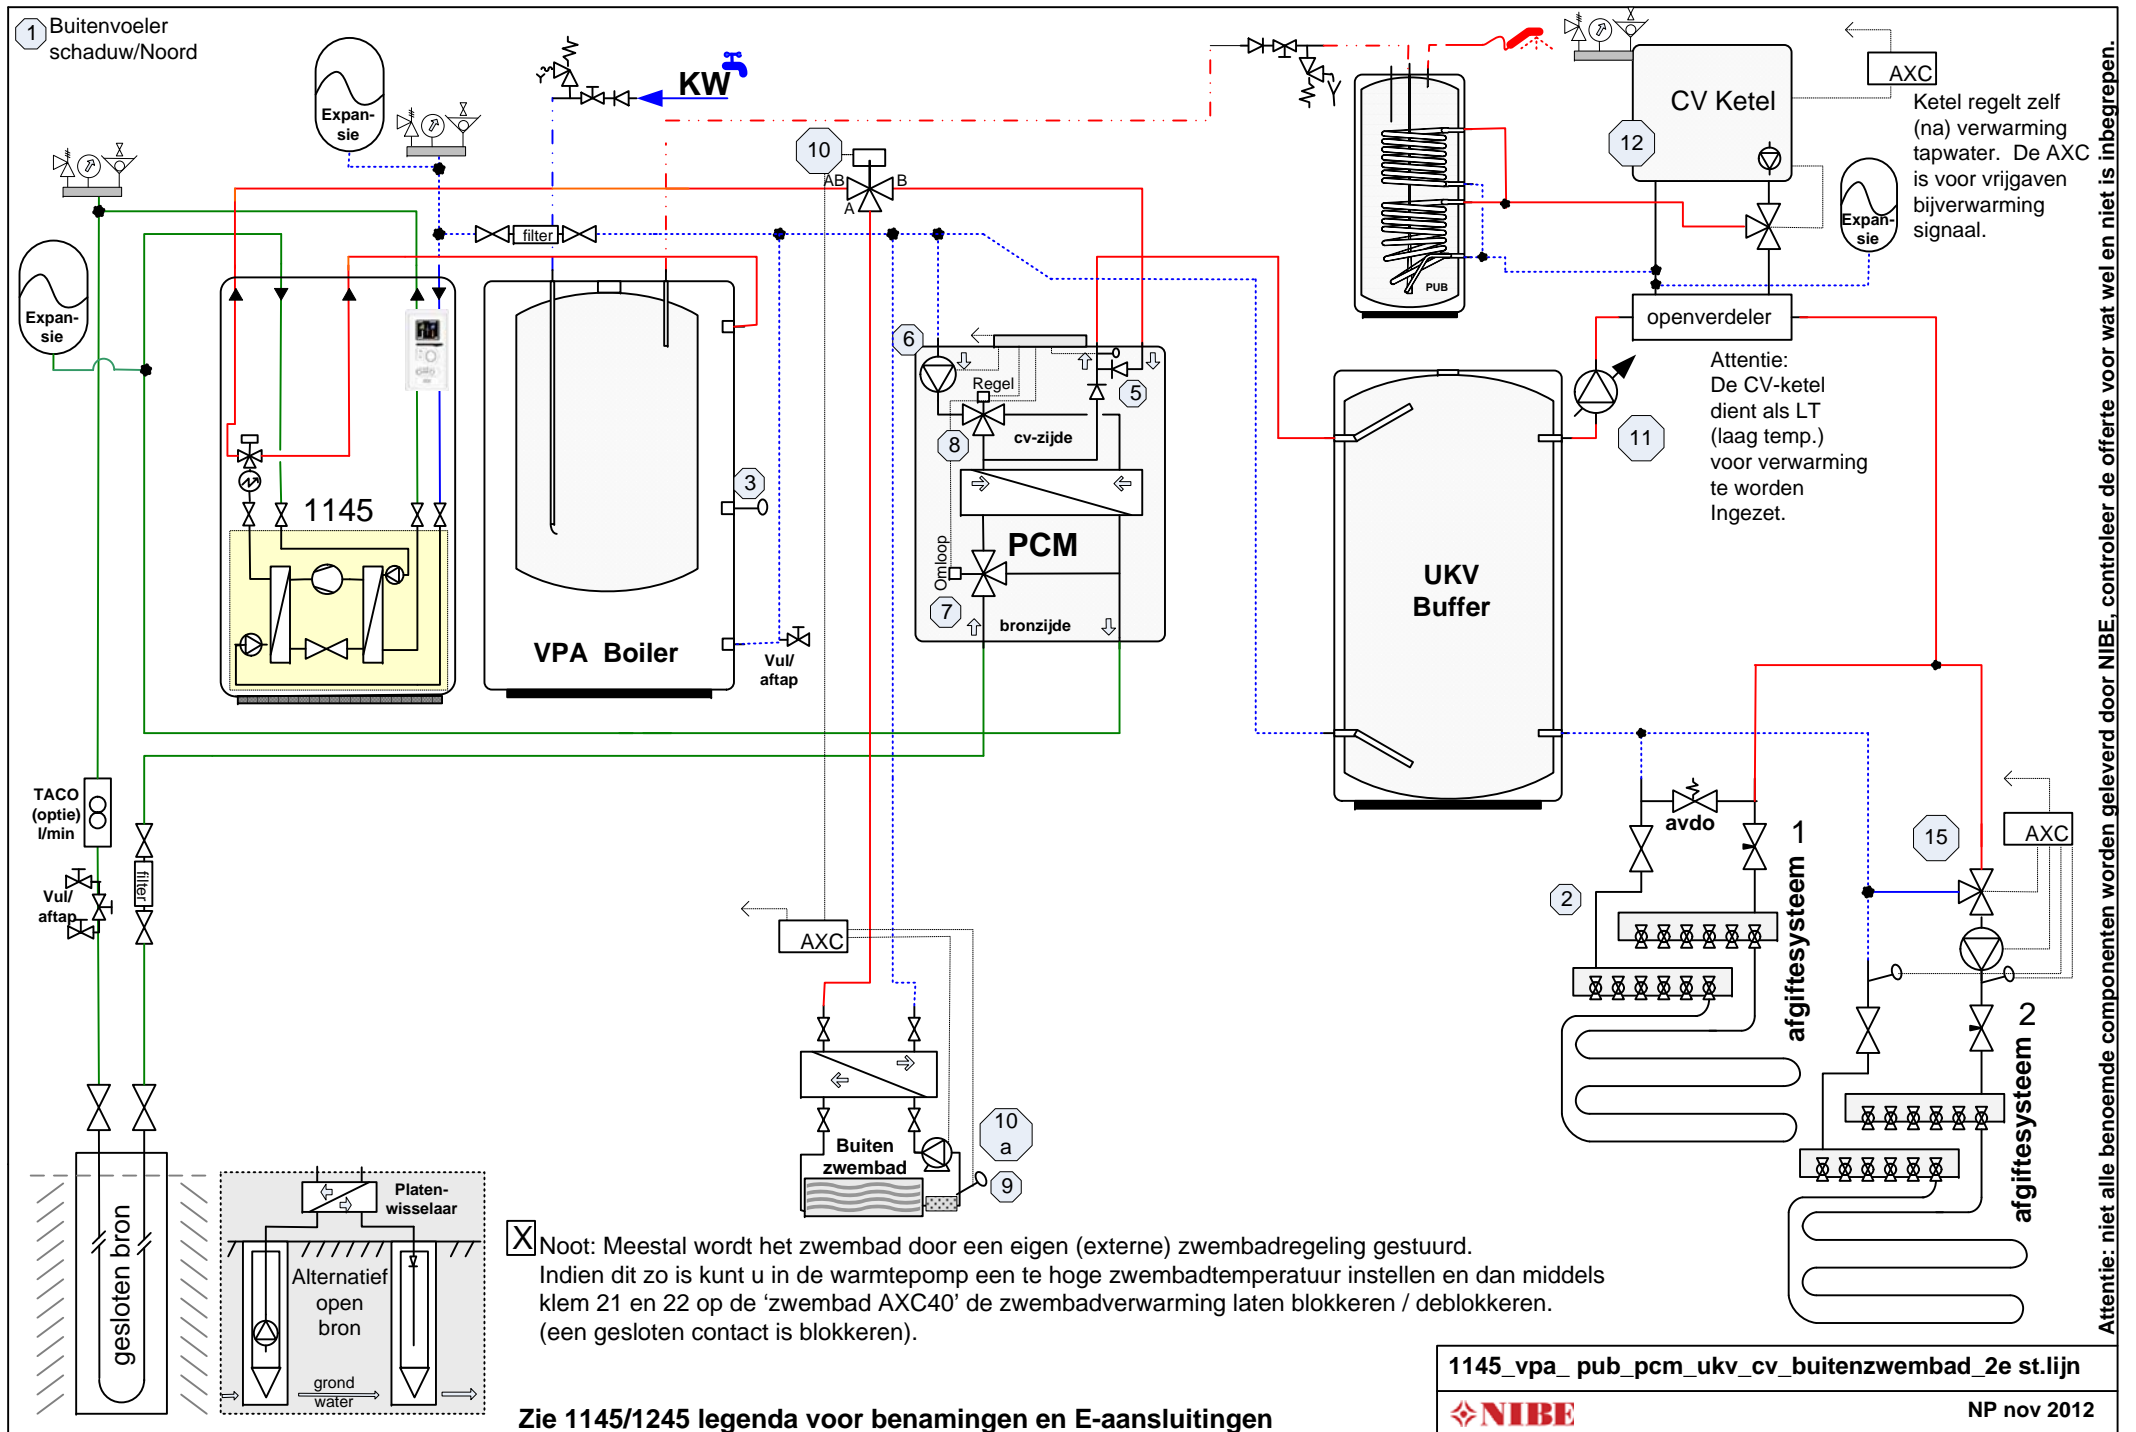 1 Buitenvoeler
schaduw/Noord
Expan-
sie
KW
10
AB
B
A
filter
Expan-
sie
1145
VPA Boiler
3
Vul/
aftap
6
Regel
5
8
cv-zijde
PCM
Omloop
7
bronzijde
PUB
CV Ketel
12
AXC
Ketel regelt zelf
(na) verwarming
tapwater. De AXC
is voor vrijgaven
bijverwarming
signaal.
Expan-
sie
openverdeler
Attentie:
De CV-ketel
dient als LT
(laag temp.)
voor verwarming
te worden
Ingezet.
11
UKV
Buffer
avdo
2
afgiftesysteem 1
15
AXC
afgiftesysteem 2
TACO
(optie)
l/min
Vul/
aftap
filter
AXC
Buiten
zwembad
10
a
9
gesloten bron
Platen-
wisselaar
Alternatief
open
bron
grond
water
X Noot: Meestal wordt het zwembad door een eigen (externe) zwembadregeling gestuurd.
Indien dit zo is kunt u in de warmtepomp een te hoge zwembadtemperatuur instellen en dan middels
klem 21 en 22 op de ‘zwembad AXC40’ de zwembadverwarming laten blokkeren / deblokkeren.
(een gesloten contact is blokkeren).
Zie 1145/1245 legenda voor benamingen en E-aansluitingen
1145_vpa_ pub_pcm_ukv_cv_buitenzwembad_2e st.lijn
NIBE
NP nov 2012
Attentie: niet alle benoemde componenten worden geleverd door NIBE, controleer de offerte voor wat wel en niet is inbegrepen.